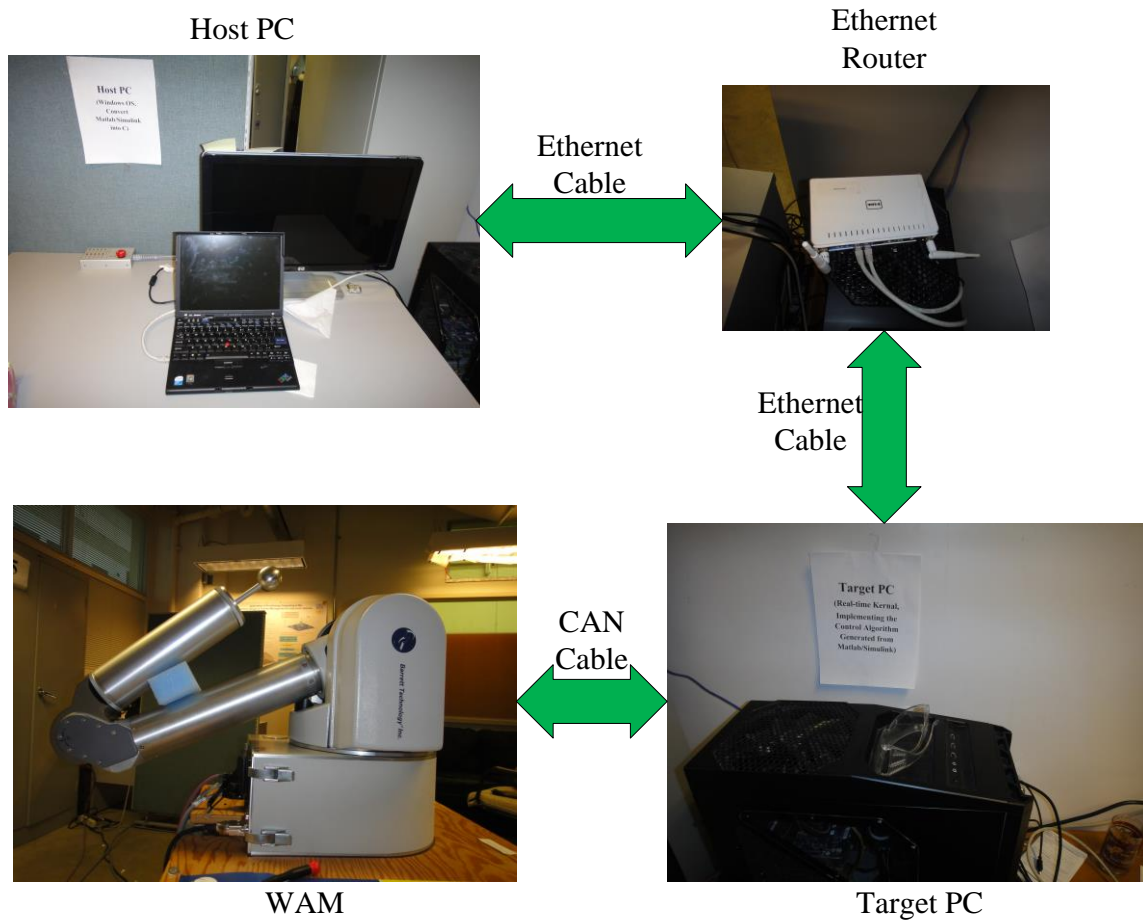 Host PC
Ethernet
Router
Host PC
(Windows OS,
Convert
Matlab/Simulink
into C)
Ethernet
Cable
DELL
Ethernet
Cable
Target PC
(Real-time Kernal,
Implementing the
Control Algorithm
Generated from
Matlab/Simulink)
CAN
Cable
Barrett Technology Inc.
WAM
Target PC